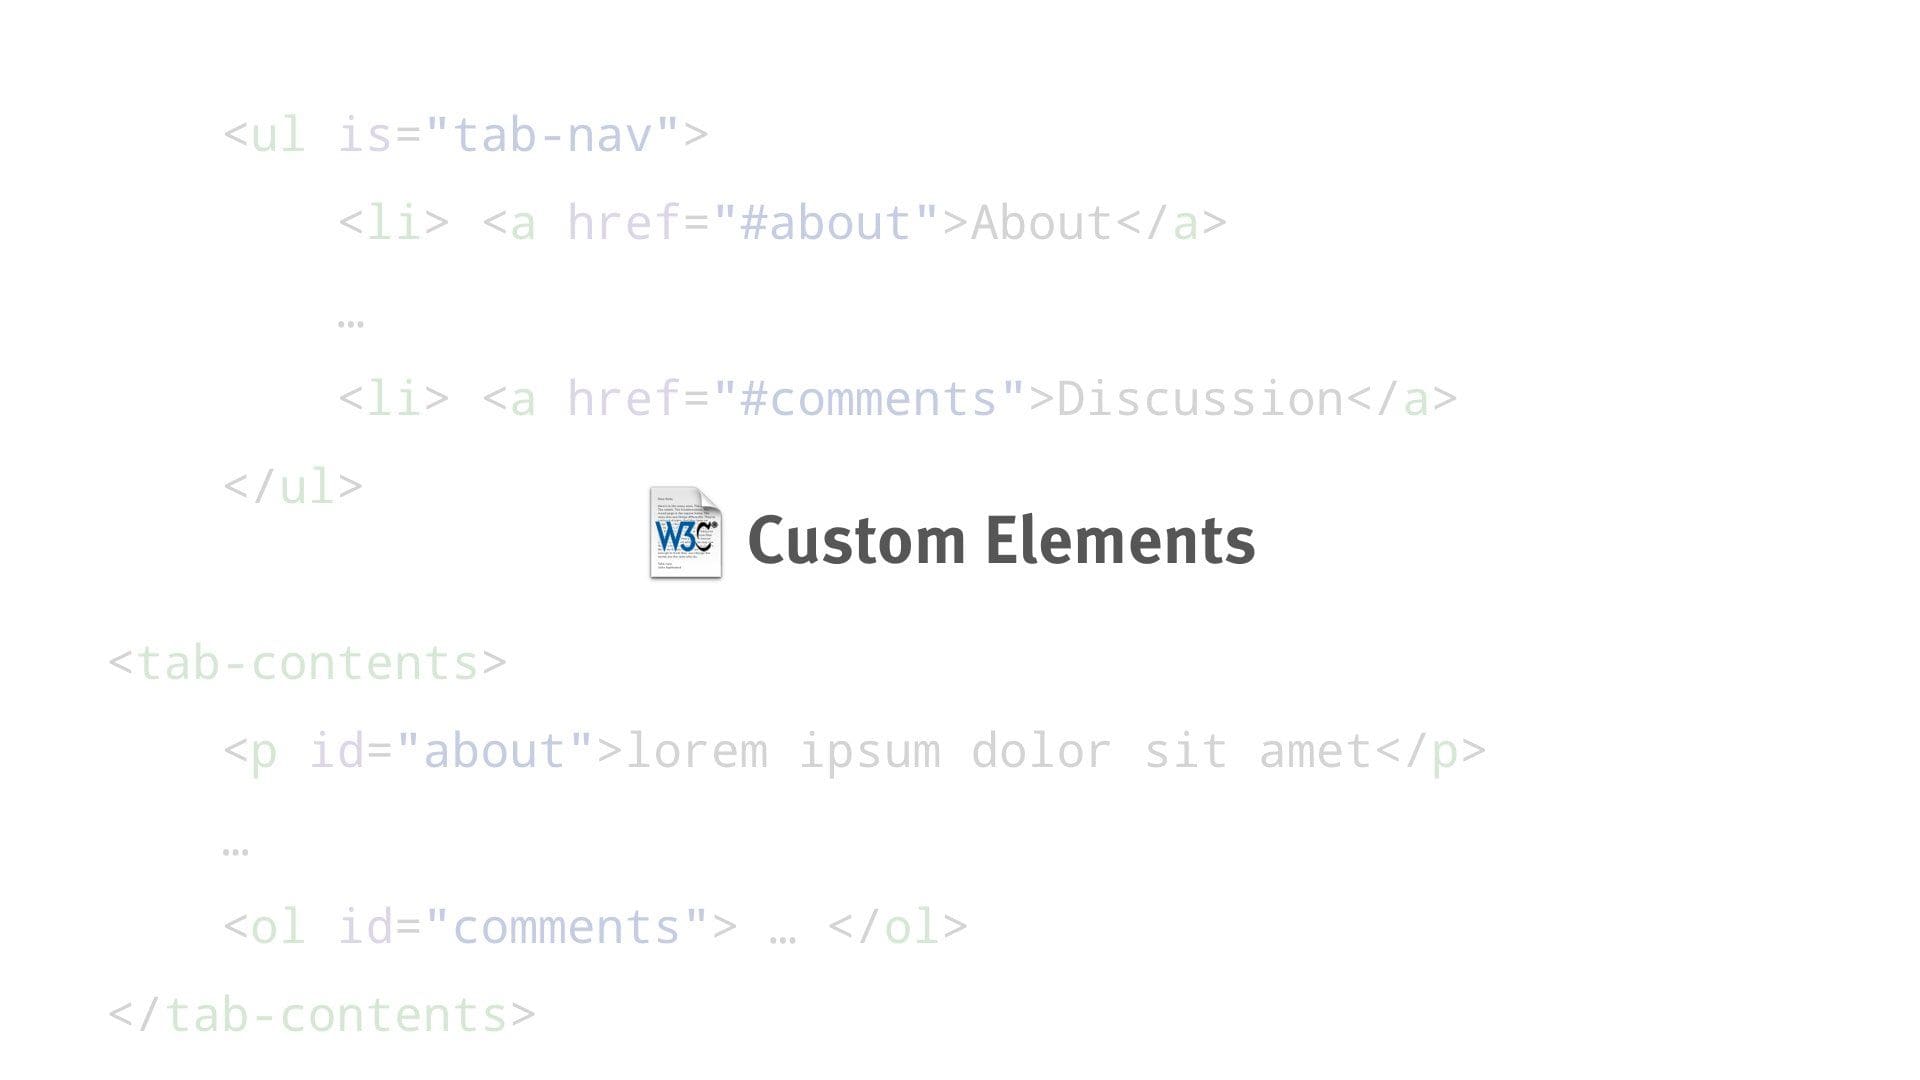 <ul is="tab-nav">
<li> <a href="#about">About</a>
…
<li> <a href="#comments">Discussion</a>
</ul>
W3C®
Custom Elements
<tab-contents>
<p id="about">lorem ipsum dolor sit amet</p>
…
<ol id="comments"> … </ol>
</tab-contents>